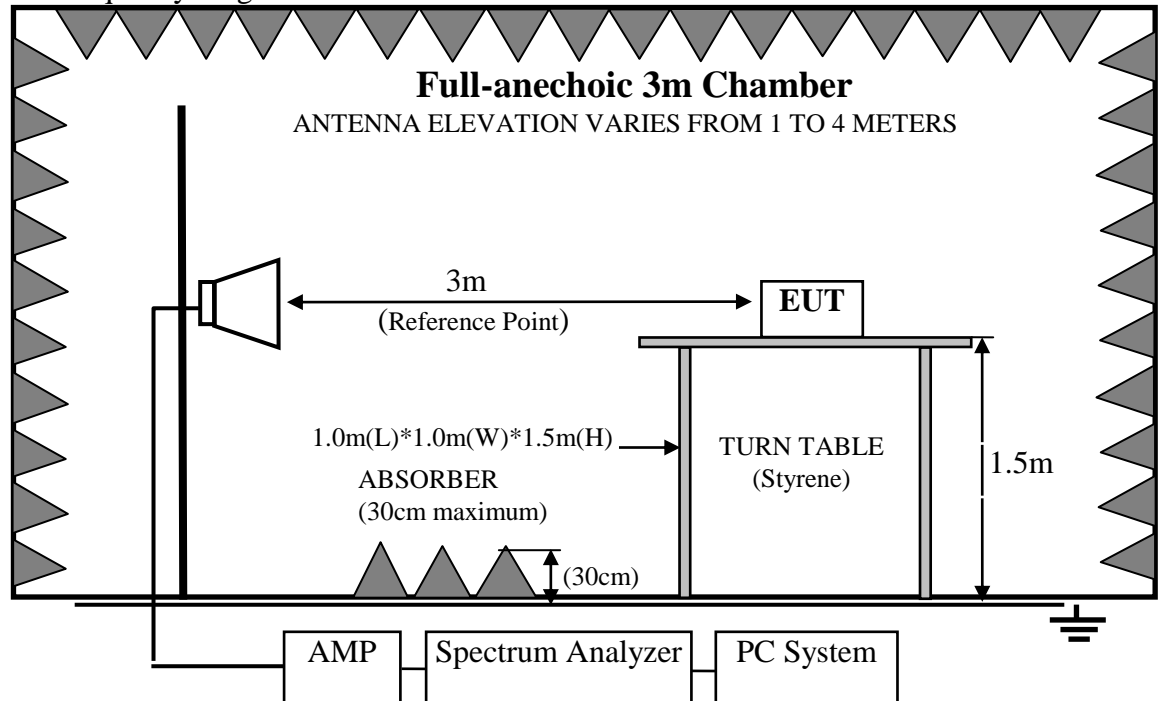 Full-anechoic 3m Chamber
ANTENNA ELEVATION VARIES FROM 1 TO 4 METERS
3m
(Reference Point)
EUT
1.0m(L)*1.0m(W)*1.5m(H)
ABSORBER
(30cm maximum)
TURN TABLE
(Styrene)
1.5m
(30cm)
AMP
Spectrum Analyzer
PC System